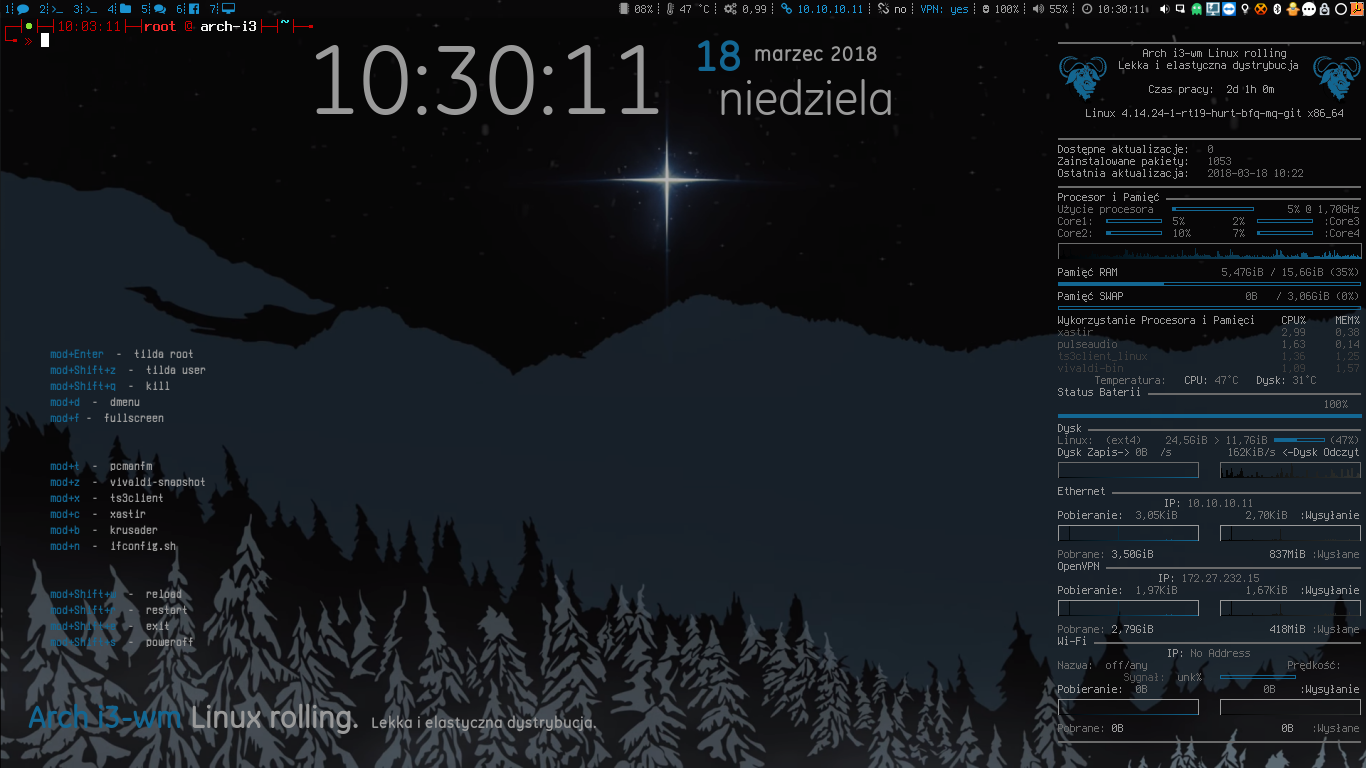 1 2 >_ 3 >_ 4 5 6 7
08% 47 °C 0,99 10.10.10.11 no VPN: yes 100% 55% 10:30:11
10:03:11 root @ arch-i3 ~
»
10:30:11
18 marzec 2018
niedziela
Arch i3-wm Linux rolling
Lekka i elastyczna dystrybucja
Czas pracy: 2d 1h 0m
Linux 4.14.24-1-rt19-hurt-bfq-mq-git x86_64
Dostępne aktualizacje: 0
Zainstalowane pakiety: 1053
Ostatnia aktualizacja: 2018-03-18 10:22
Procesor i Pamięć
Użycie procesora 5% @ 1,70GHz
Core1: 5% 2% :Core3
Core2: 10% 7% :Core4
Pamięć RAM 5,47GiB / 15,6GiB (35%)
Pamięć SWAP 0B / 3,06GiB (0%)
Wykorzystanie Procesora i Pamięci CPU% MEM%
xastir 2,99 0,38
pulseaudio 1,63 0,14
ts3client_linux 1,36 1,25
vivaldi-bin 1,09 1,57
Temperatura: CPU: 47°C Dysk: 31°C
Status Baterii
100%
Dysk
Linux: (ext4) 24,5GiB > 11,7GiB (47%)
Dysk Zapis-> 0B /s 162KiB/s <-Dysk Odczyt
Ethernet
IP: 10.10.10.11
Pobieranie: 3,05KiB 2,70KiB :Wysyłanie
Pobrane: 3,50GiB 837MiB :Wysłane
OpenVPN
IP: 172.27.232.15
Pobieranie: 1,97KiB 1,67KiB :Wysyłanie
Pobrane: 2,79GiB 418MiB :Wysłane
Wi-Fi
IP: No Address
Nazwa: off/any Prędkość:
Sygnał: unk%
Pobieranie: 0B 0B :Wysyłanie
Pobrane: 0B 0B :Wysłane
mod+Enter - tilda root
mod+Shift+z - tilda user
mod+Shift+q - kill
mod+d - dmenu
mod+f - fullscreen
mod+t - pcmanfm
mod+z - vivaldi-snapshot
mod+x - ts3client
mod+c - xastir
mod+b - krusader
mod+n - ifconfig.sh
- reload
- restart
- exit
- poweroff
Arch i3-wm Linux rolling. Lekka i elastyczna dystrybucja.